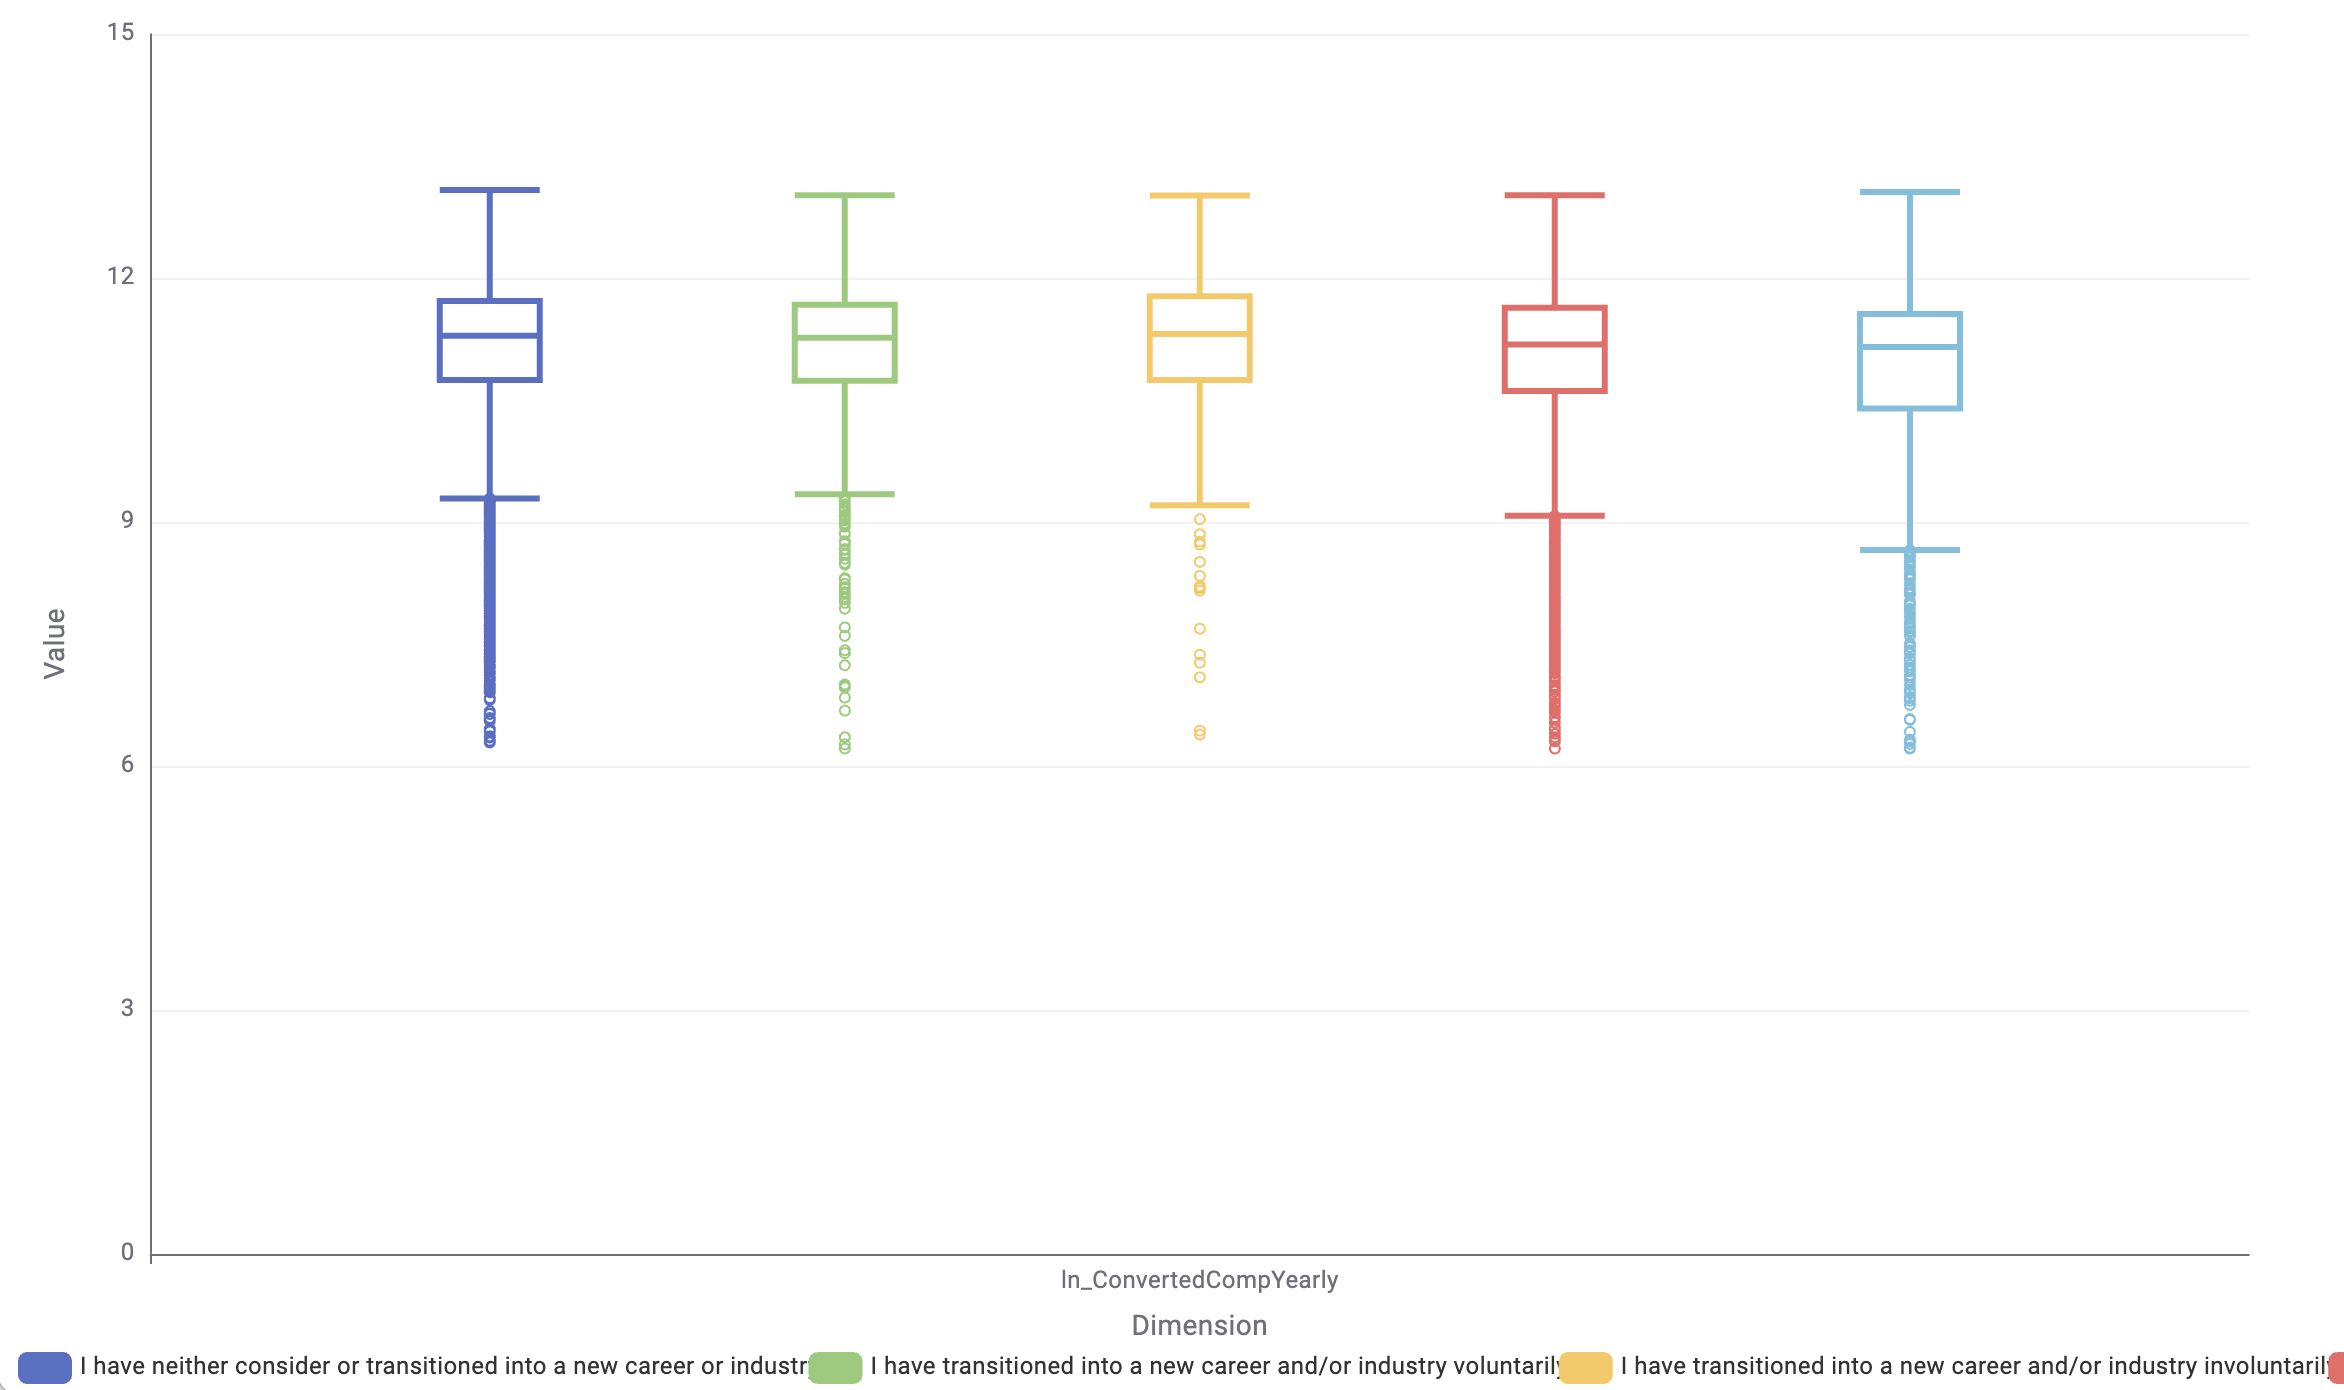 15
12
9
6
3
0
Value
ln_ConvertedCompYearly
Dimension
I have neither consider or transitioned into a new career or industr
I have transitioned into a new career and/or industry voluntaril
I have transitioned into a new career and/or industry involuntaril